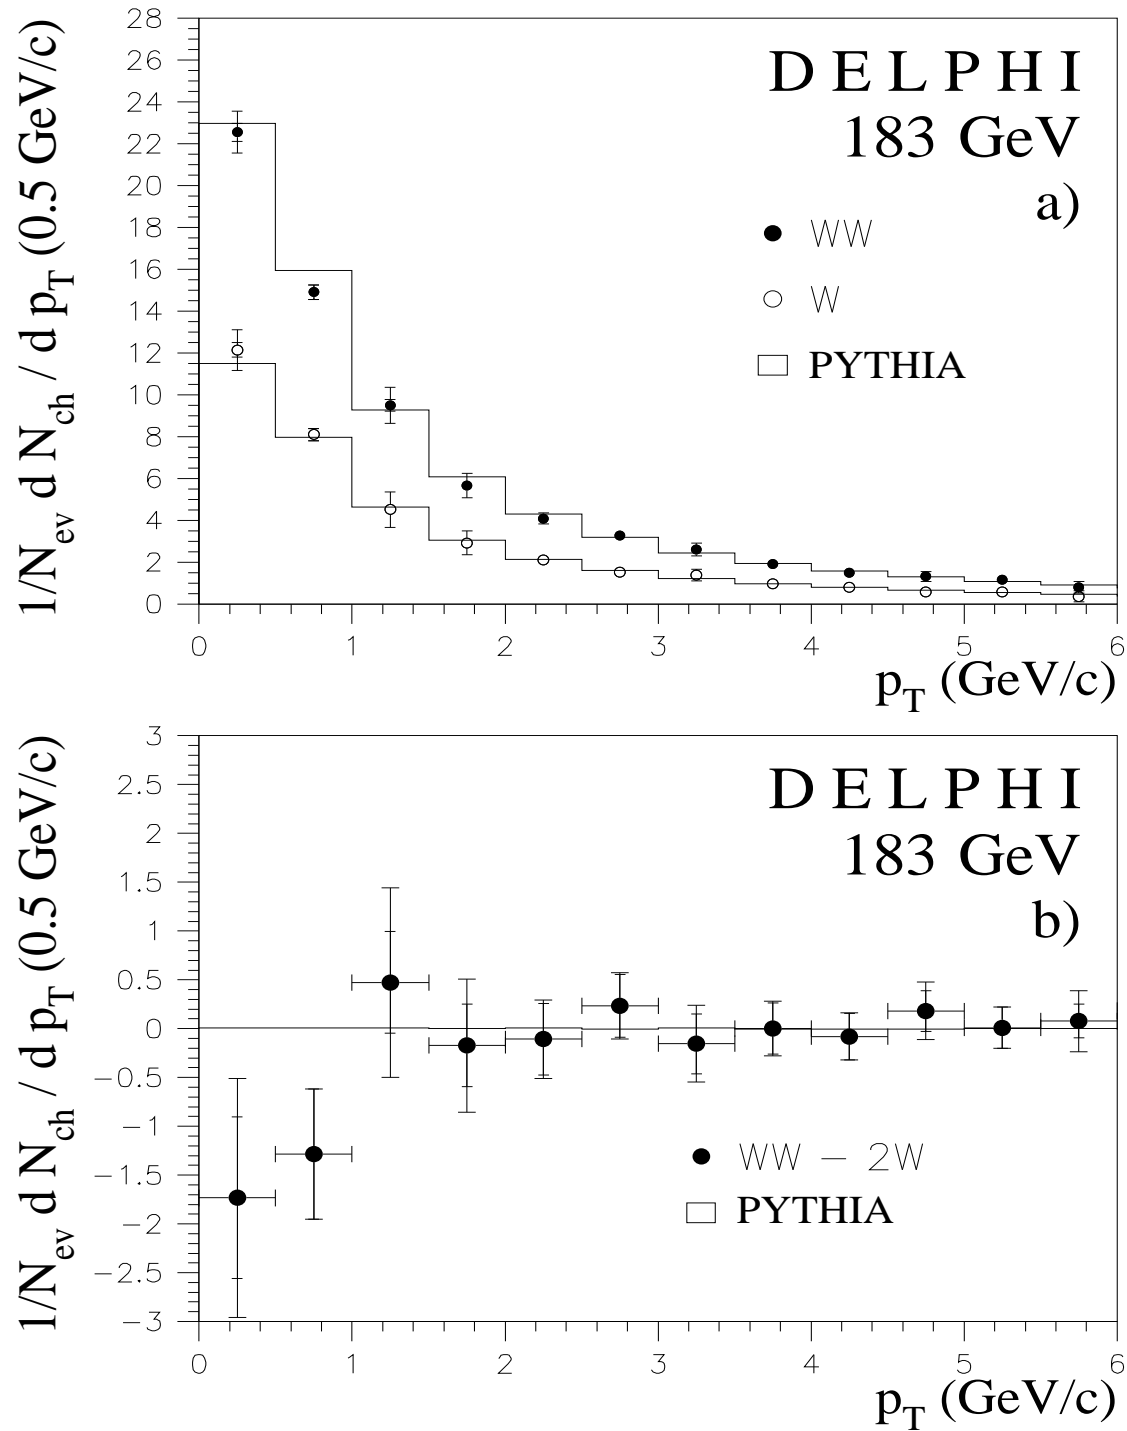 1/N_ev d N_ch / d p_T (0.5 GeV/c)
28
26
24
22
20
18
16
14
12
10
8
6
4
2
0
D E L P H I
183 GeV
a)
WW
W
PYTHIA
0 1 2 3 4 5 6
p_T (GeV/c)
1/N_ev d N_ch / d p_T (0.5 GeV/c)
3
2.5
2
1.5
1
0.5
0
−0.5
−1
−1.5
−2
−2.5
−3
D E L P H I
183 GeV
b)
WW − 2W
PYTHIA
0 1 2 3 4 5 6
p_T (GeV/c)